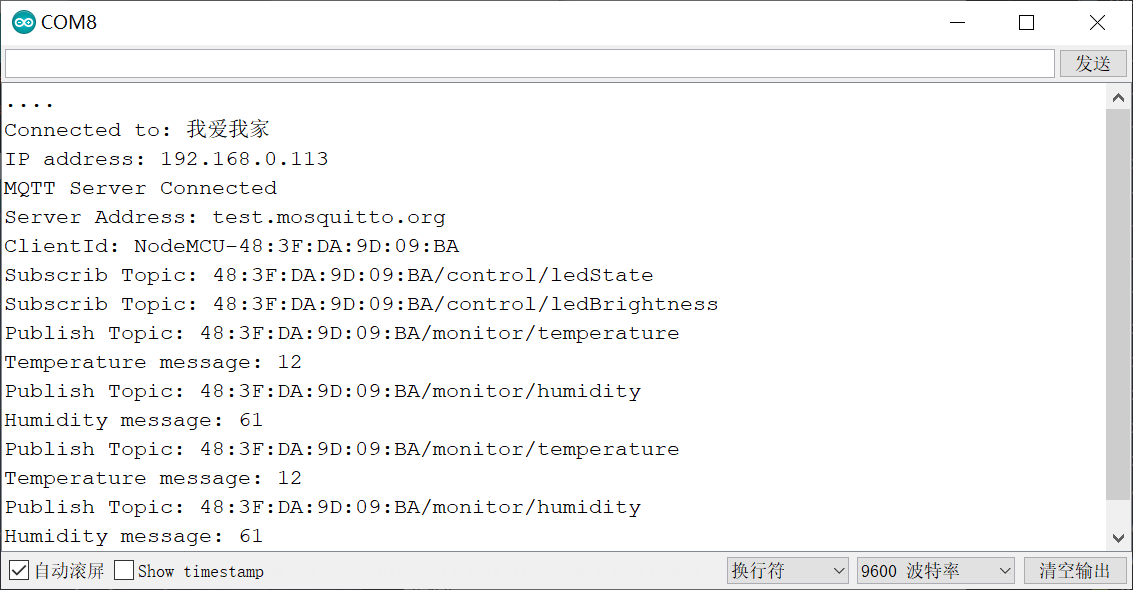 COM8
发送
....
Connected to: 我爱我家
IP address: 192.168.0.113
MQTT Server Connected
Server Address: test.mosquitto.org
ClientId: NodeMCU-48:3F:DA:9D:09:BA
Subscrib Topic: 48:3F:DA:9D:09:BA/control/ledState
Subscrib Topic: 48:3F:DA:9D:09:BA/control/ledBrightness
Publish Topic: 48:3F:DA:9D:09:BA/monitor/temperature
Temperature message: 12
Publish Topic: 48:3F:DA:9D:09:BA/monitor/humidity
Humidity message: 61
Publish Topic: 48:3F:DA:9D:09:BA/monitor/temperature
Temperature message: 12
Publish Topic: 48:3F:DA:9D:09:BA/monitor/humidity
Humidity message: 61
自动滚屏 Show timestamp 换行符 9600 波特率 清空输出